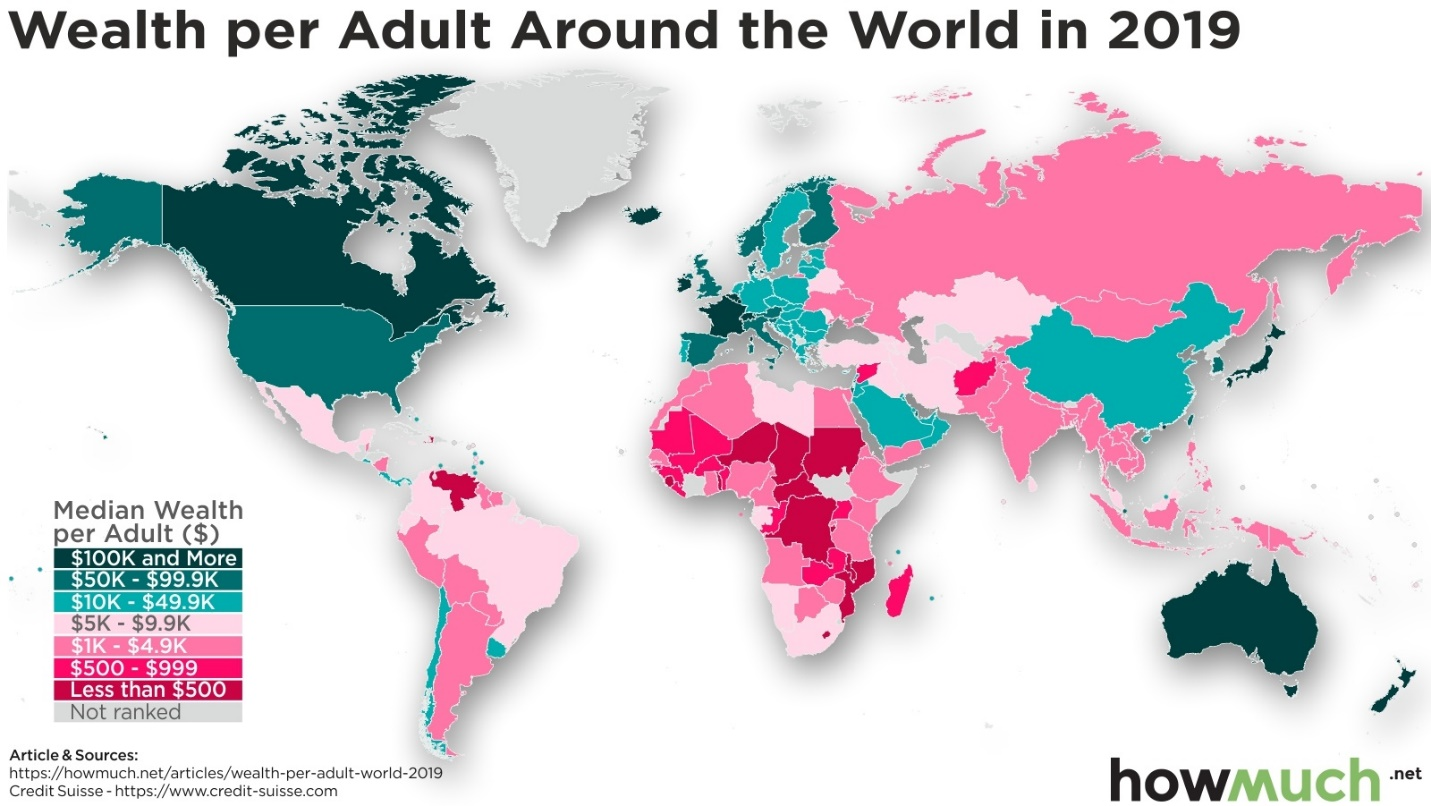 Wealth per Adult Around the World in 2019
Median Wealth
per Adult ($)
$100K and More
$50K - $99.9K
$10K - $49.9K
$5K - $9.9K
$1K - $4.9K
$500 - $999
Less than $500
Not ranked
Article & Sources:
https://howmuch.net/articles/wealth-per-adult-world-2019
Credit Suisse - https://www.credit-suisse.com
howmuch.net